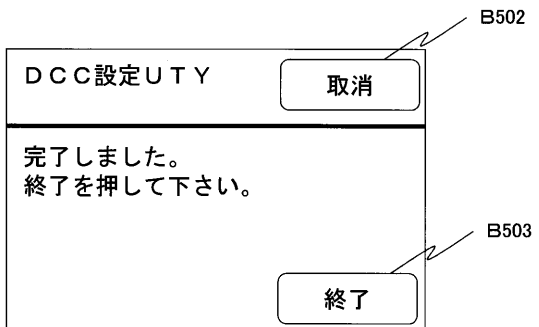 B502
DCC設定UTY
取消
完了しました。
終了を押して下さい。
B503
終了